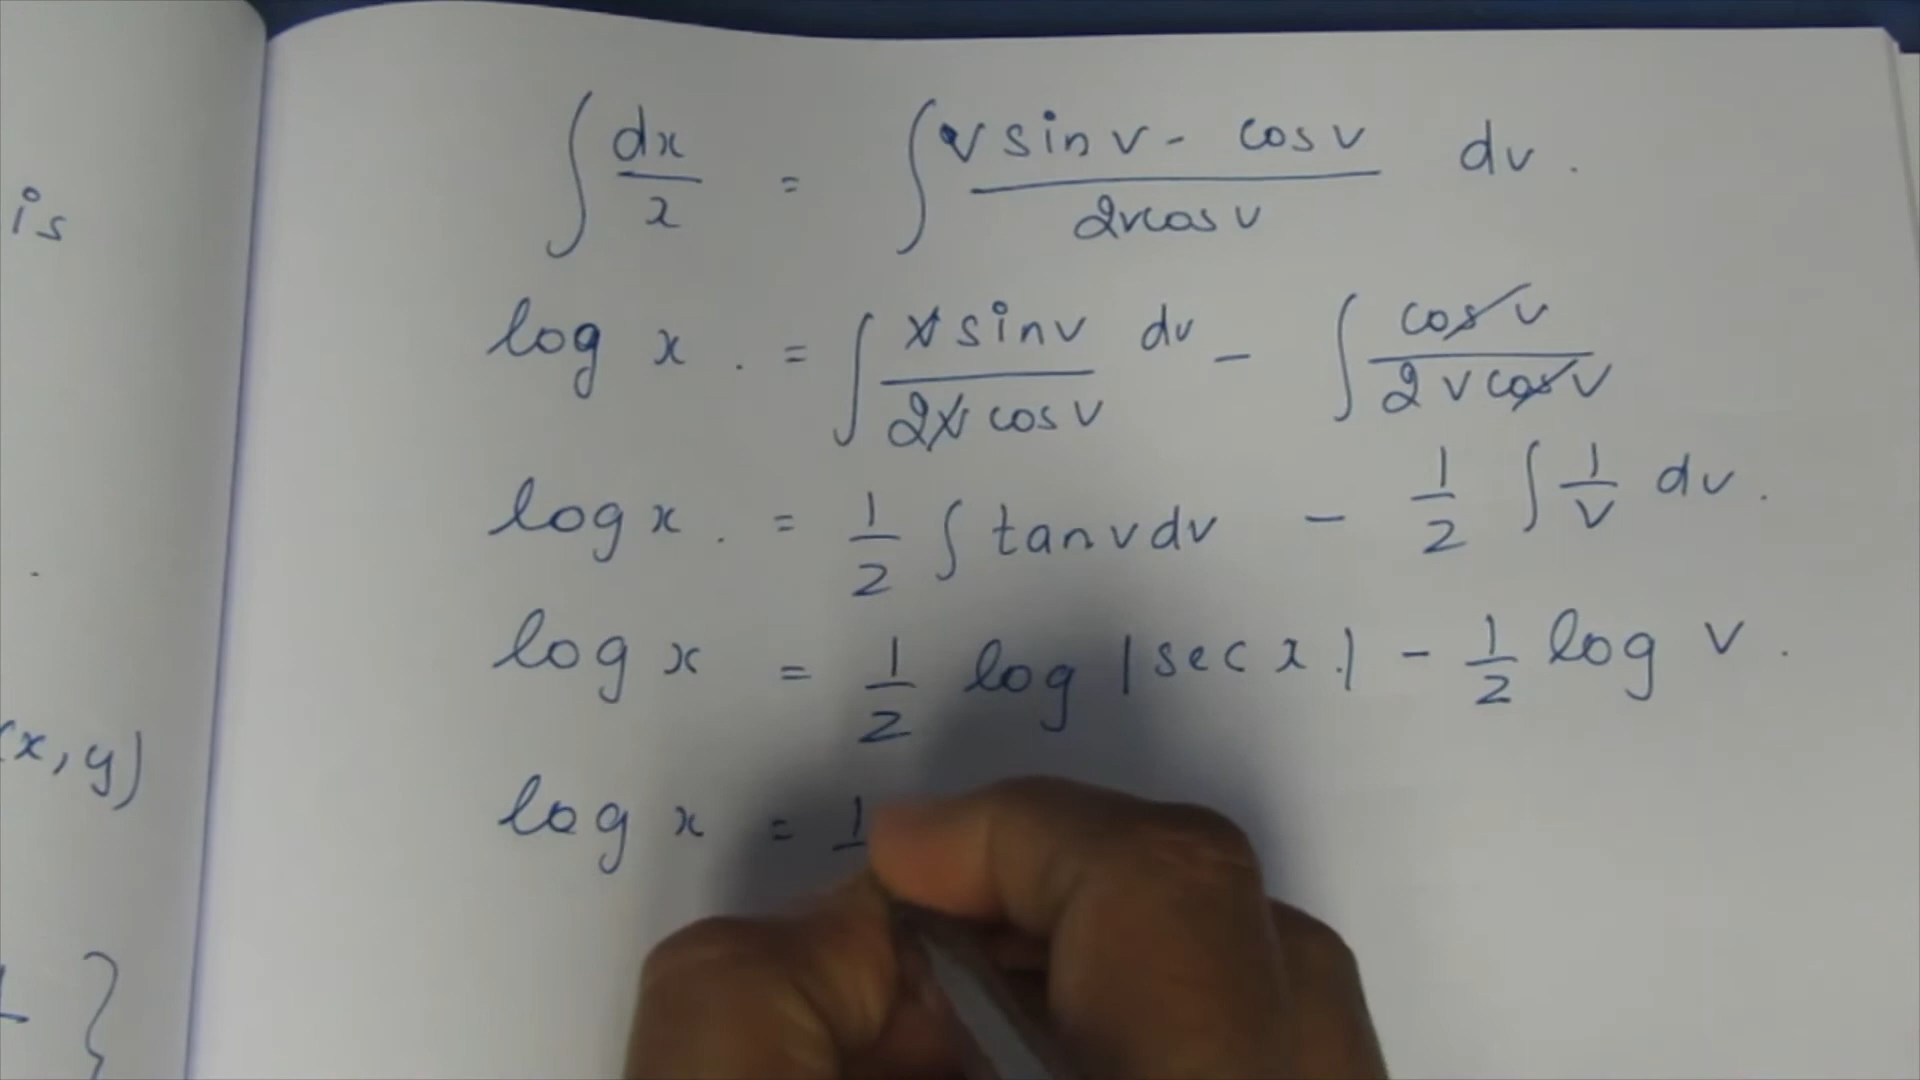 is
(x, y)
}
∫ dx/x = ∫ v sin v - cos v / 2v cos v dv .
log x . = ∫ v sin v / 2v cos v dv - ∫ cos v / 2 v cos v
log x . = 1/2 ∫ tan v dv - 1/2 ∫ 1/v dv .
log x = 1/2 log |sec x .| - 1/2 log v .
log x = 1